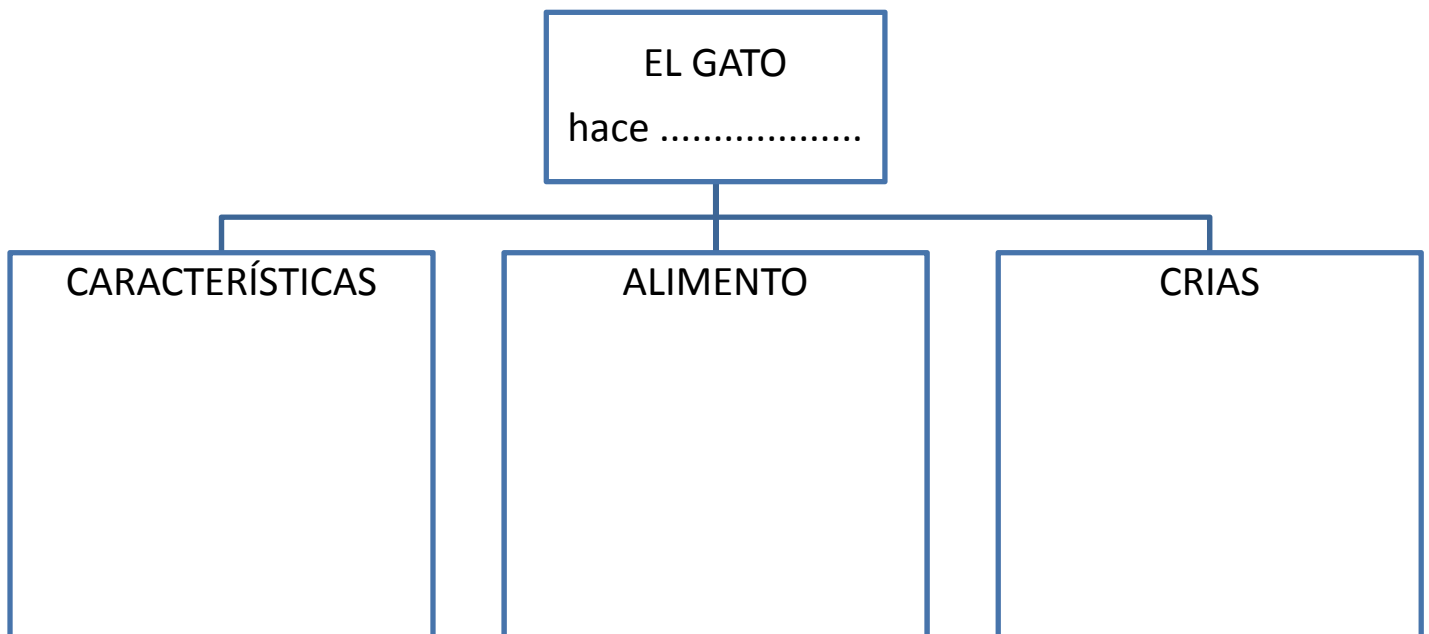 EL GATO
hace ...................
CARACTERÍSTICAS
ALIMENTO
CRIAS